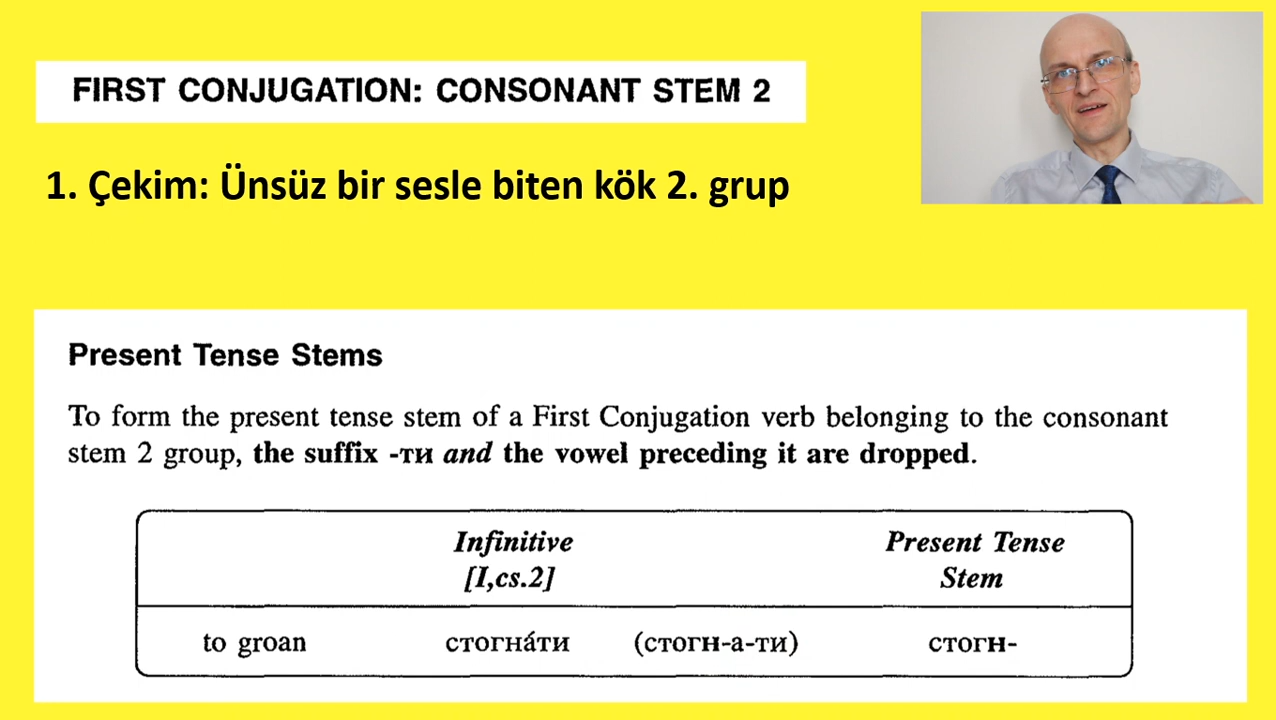 FIRST CONJUGATION: CONSONANT STEM 2
1. Çekim: Ünsüz bir sesle biten kök 2. grup
Present Tense Stems
To form the present tense stem of a First Conjugation verb belonging to the consonant
stem 2 group, the suffix -ти and the vowel preceding it are dropped.
Infinitive Present Tense
[I,cs.2] Stem
to groan стогна́ти (стогн-а-ти) стогн-